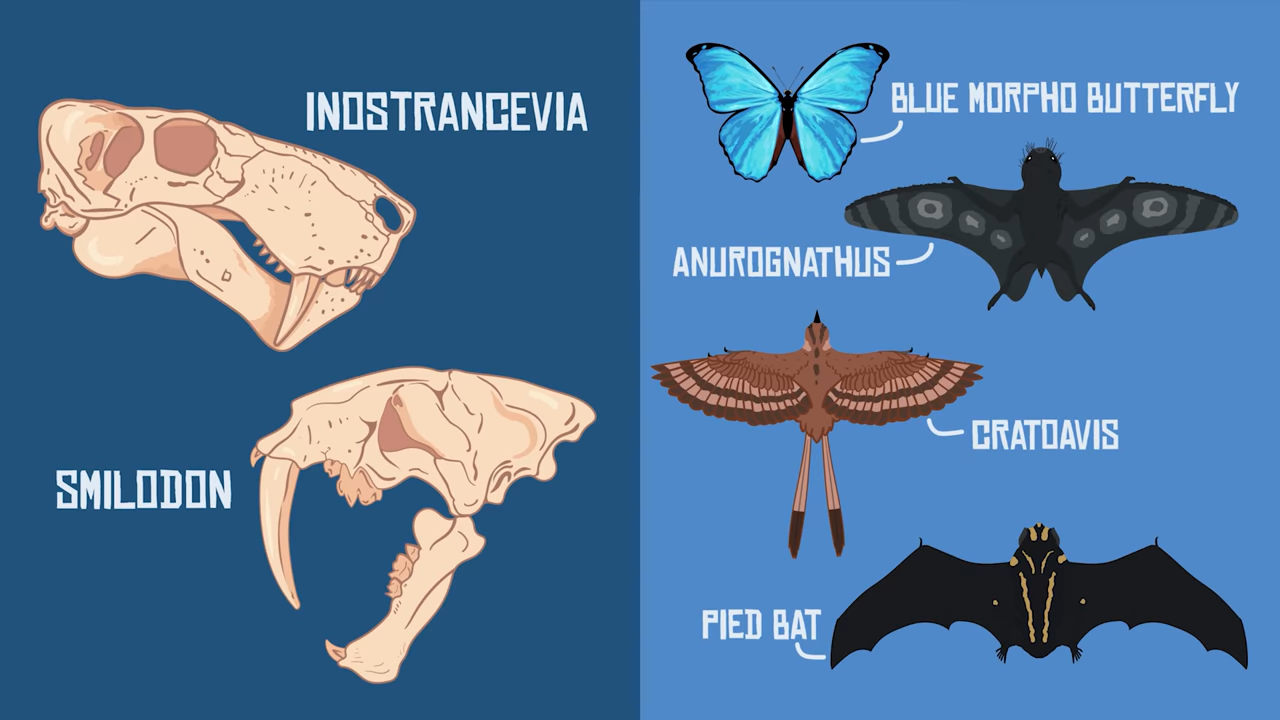 INOSTRANCEVIA
SMILODON
BLUE MORPHO BUTTERFLY
ANUROGNATHUS
CRATOAVIS
PIED BAT